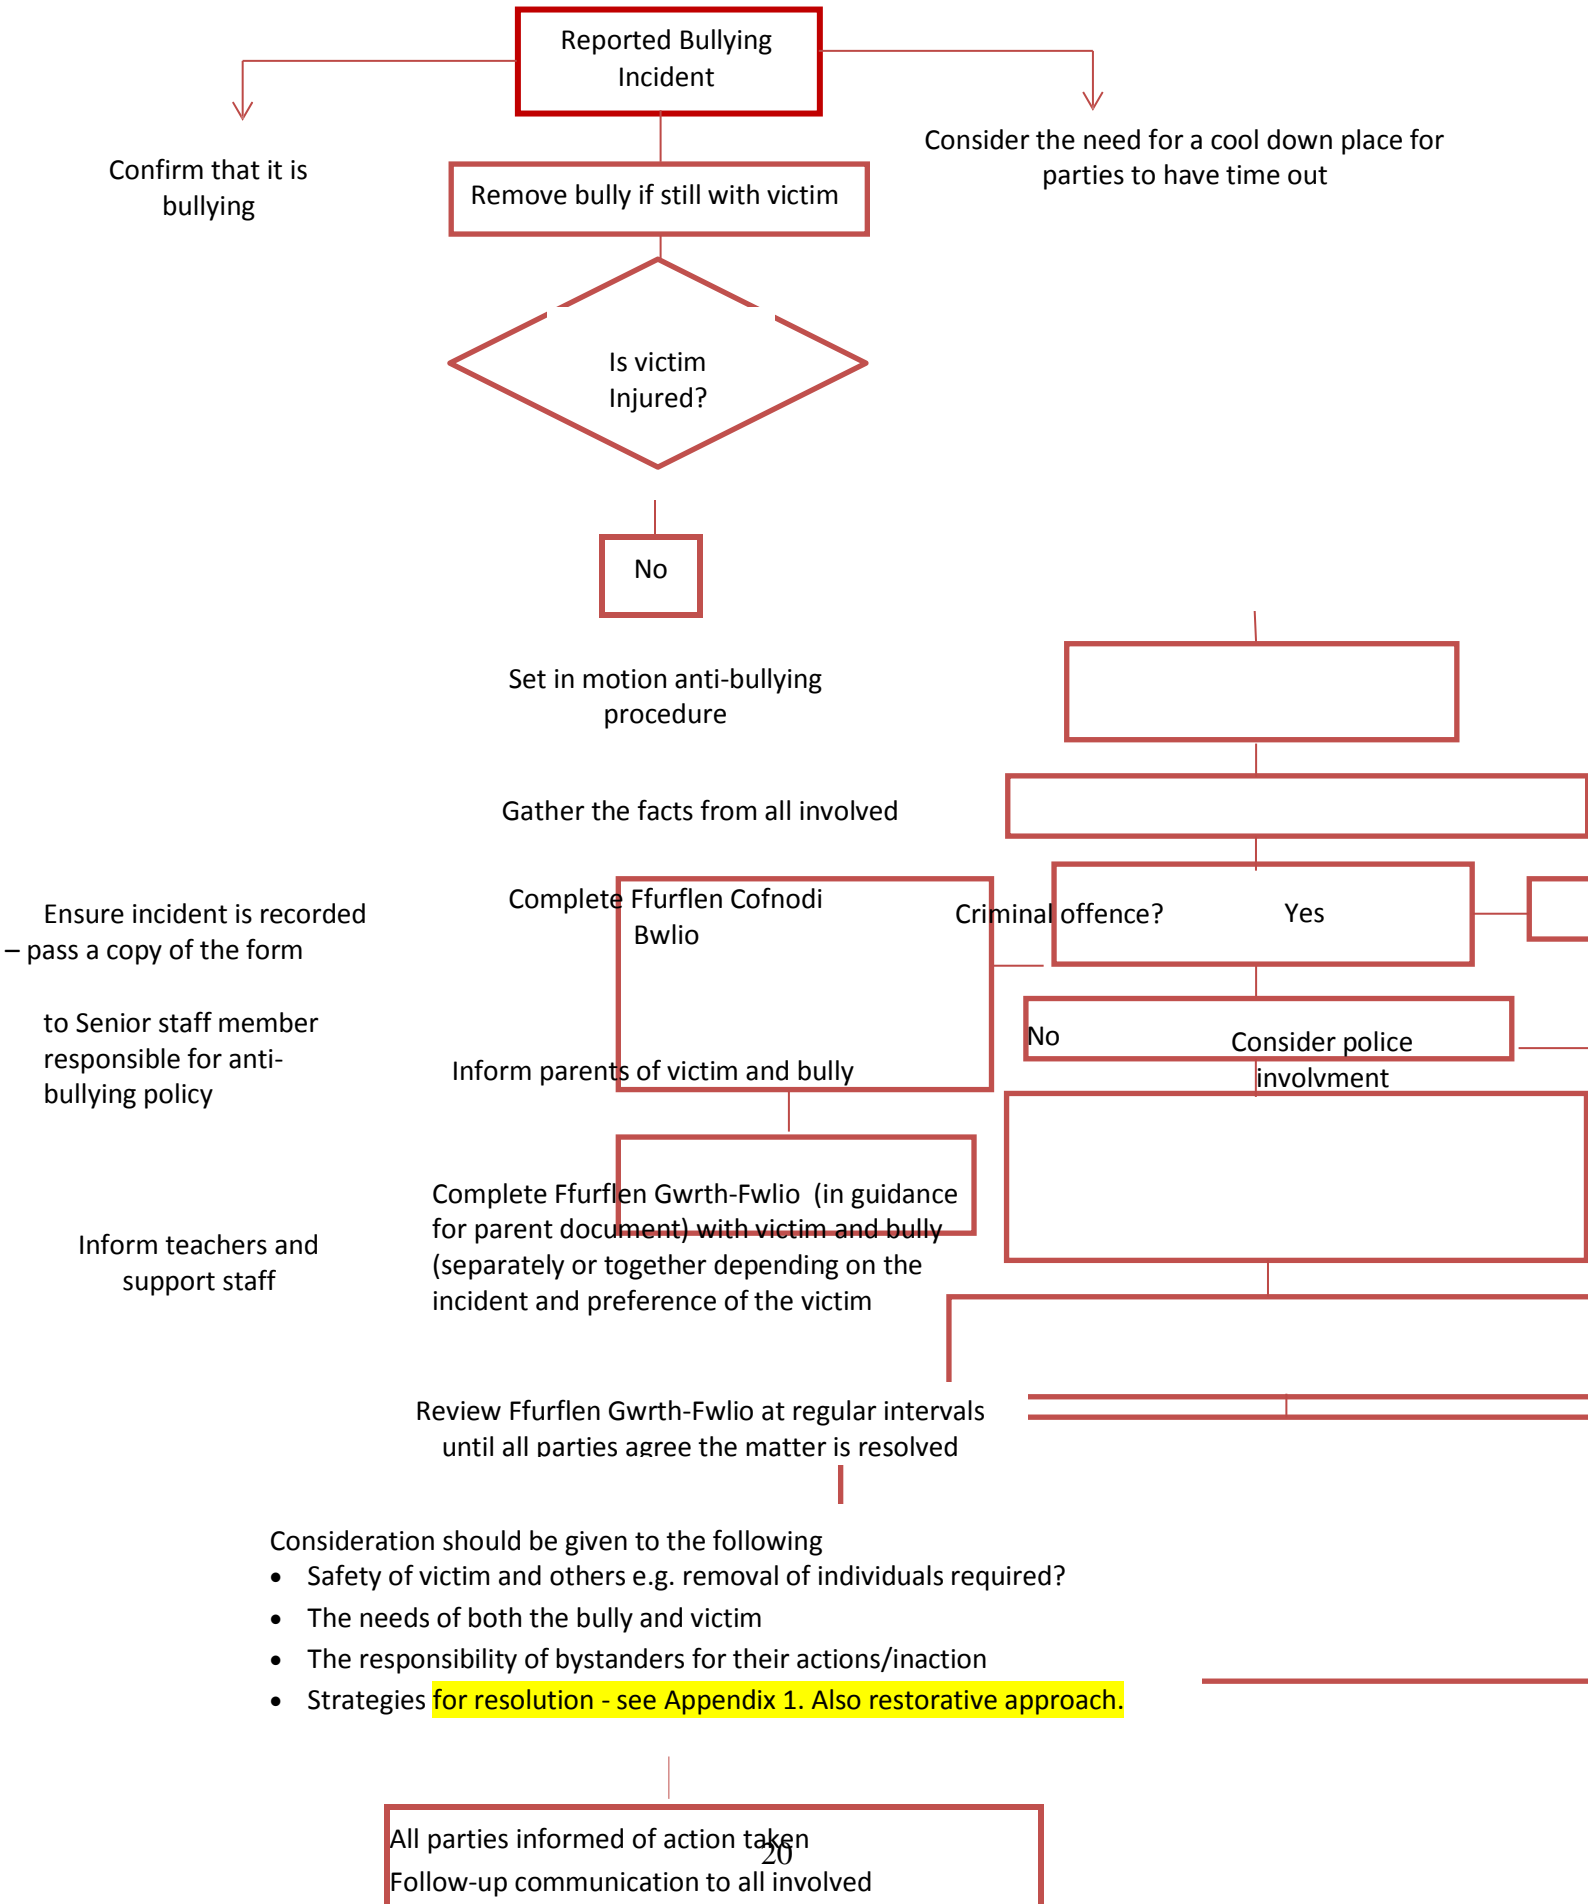 Reported Bullying
Incident
Consider the need for a cool down place for
parties to have time out
Confirm that it is
bullying
Remove bully if still with victim
Is victim
Injured?
No
Set in motion anti-bullying
procedure
Gather the facts from all involved
Complete Ffurflen Cofnodi
Bwlio
Criminal offence?
Yes
Ensure incident is recorded
– pass a copy of the form
to Senior staff member
responsible for anti-
bullying policy
No
Consider police
involvment
Inform parents of victim and bully
Complete Ffurflen Gwrth-Fwlio (in guidance
for parent document) with victim and bully
(separately or together depending on the
incident and preference of the victim
Inform teachers and
support staff
Review Ffurflen Gwrth-Fwlio at regular intervals
until all parties agree the matter is resolved
Consideration should be given to the following
• Safety of victim and others e.g. removal of individuals required?
• The needs of both the bully and victim
• The responsibility of bystanders for their actions/inaction
• Strategies for resolution - see Appendix 1. Also restorative approach.
All parties informed of action taken
20
Follow-up communication to all involved